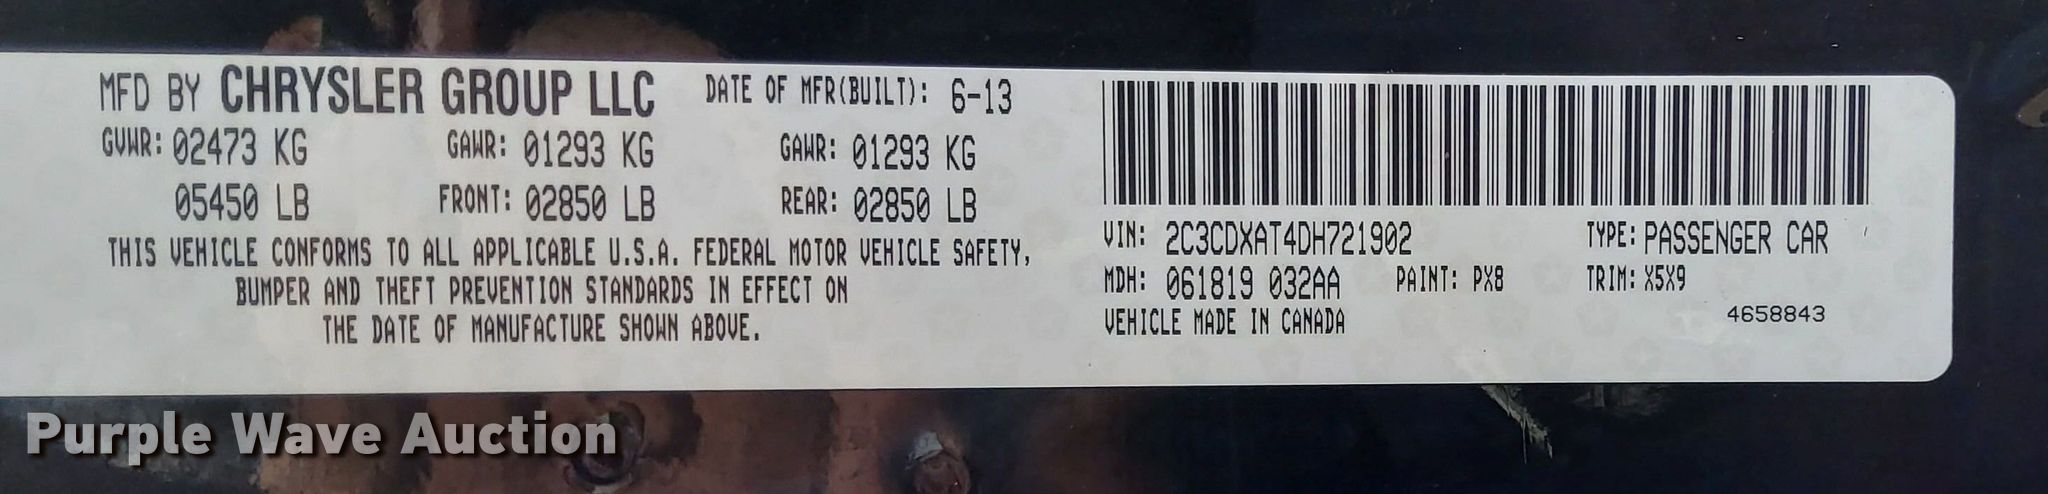 MFD BY CHRYSLER GROUP LLC DATE OF MFR(BUILT): 6-13
GVWR: 02473 KG GAWR: 01293 KG GAWR: 01293 KG
05450 LB FRONT: 02850 LB REAR: 02850 LB
THIS VEHICLE CONFORMS TO ALL APPLICABLE U.S.A. FEDERAL MOTOR VEHICLE SAFETY,
BUMPER AND THEFT PREVENTION STANDARDS IN EFFECT ON
THE DATE OF MANUFACTURE SHOWN ABOVE.
VIN: 2C3CDXAT4DH721902 TYPE: PASSENGER CAR
MDH: 061819 032AA PAINT: PX8 TRIM: X5X9
VEHICLE MADE IN CANADA 4658843
Purple Wave Auction